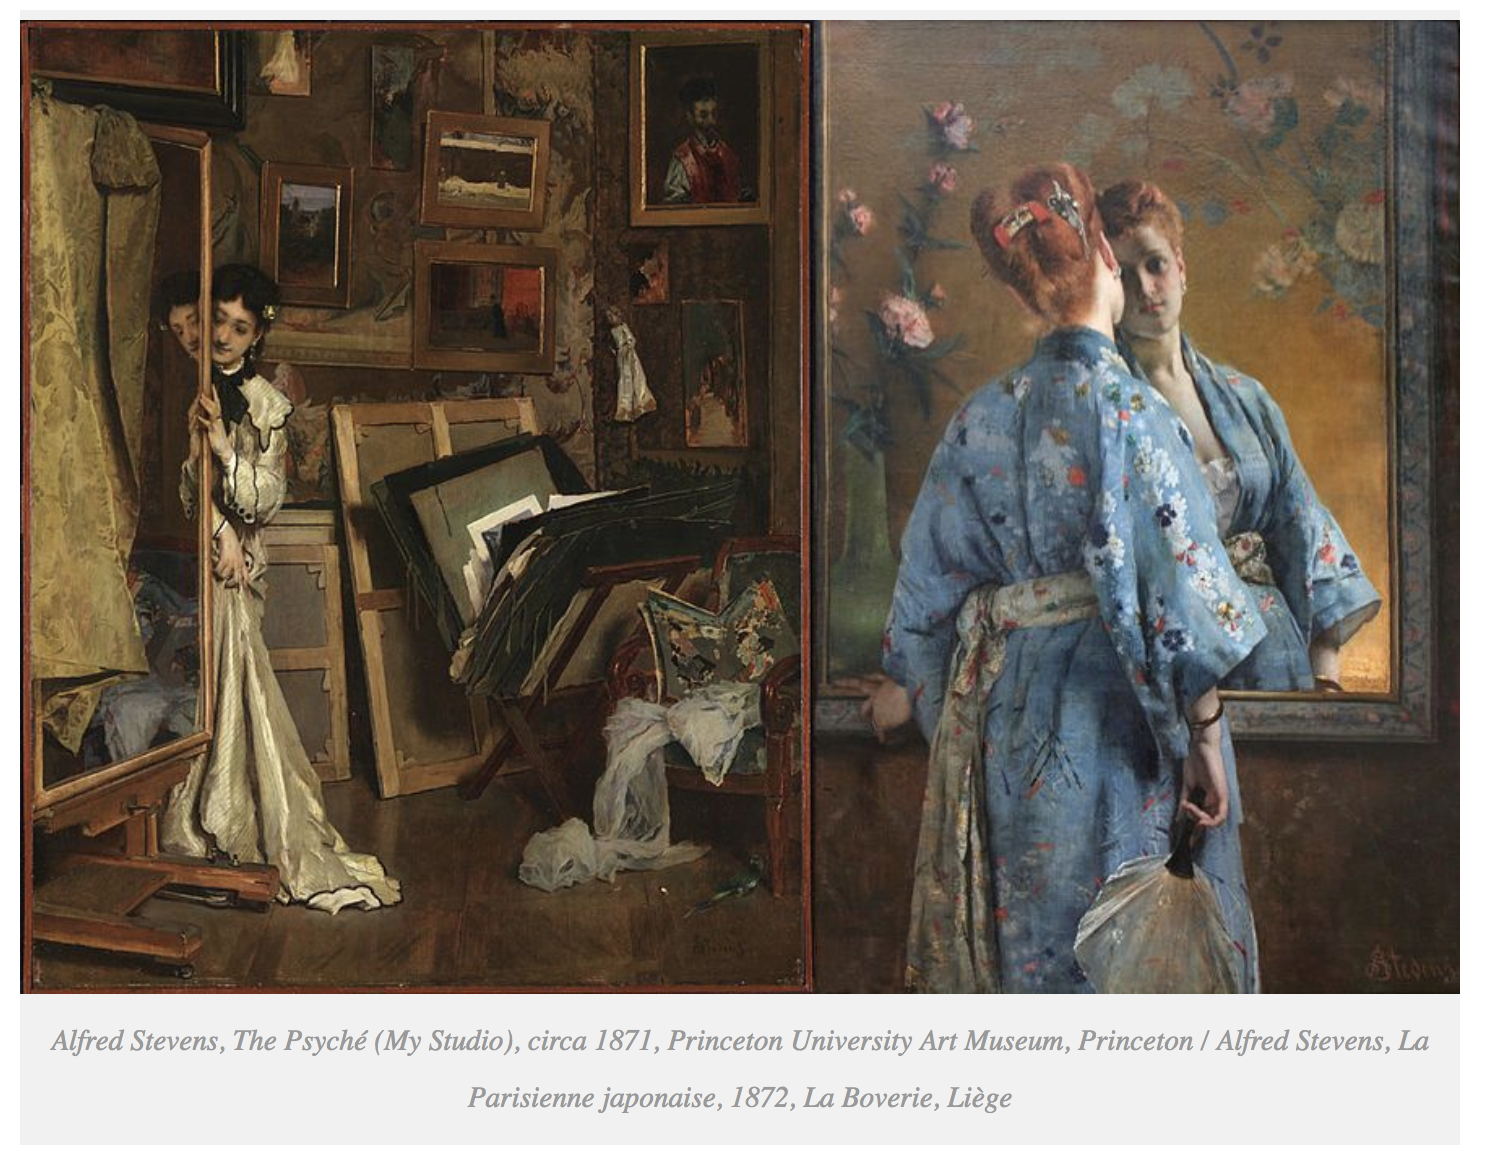 Stevens
AStevens
Alfred Stevens, The Psyché (My Studio), circa 1871, Princeton University Art Museum, Princeton / Alfred Stevens, La
Parisienne japonaise, 1872, La Boverie, Liège